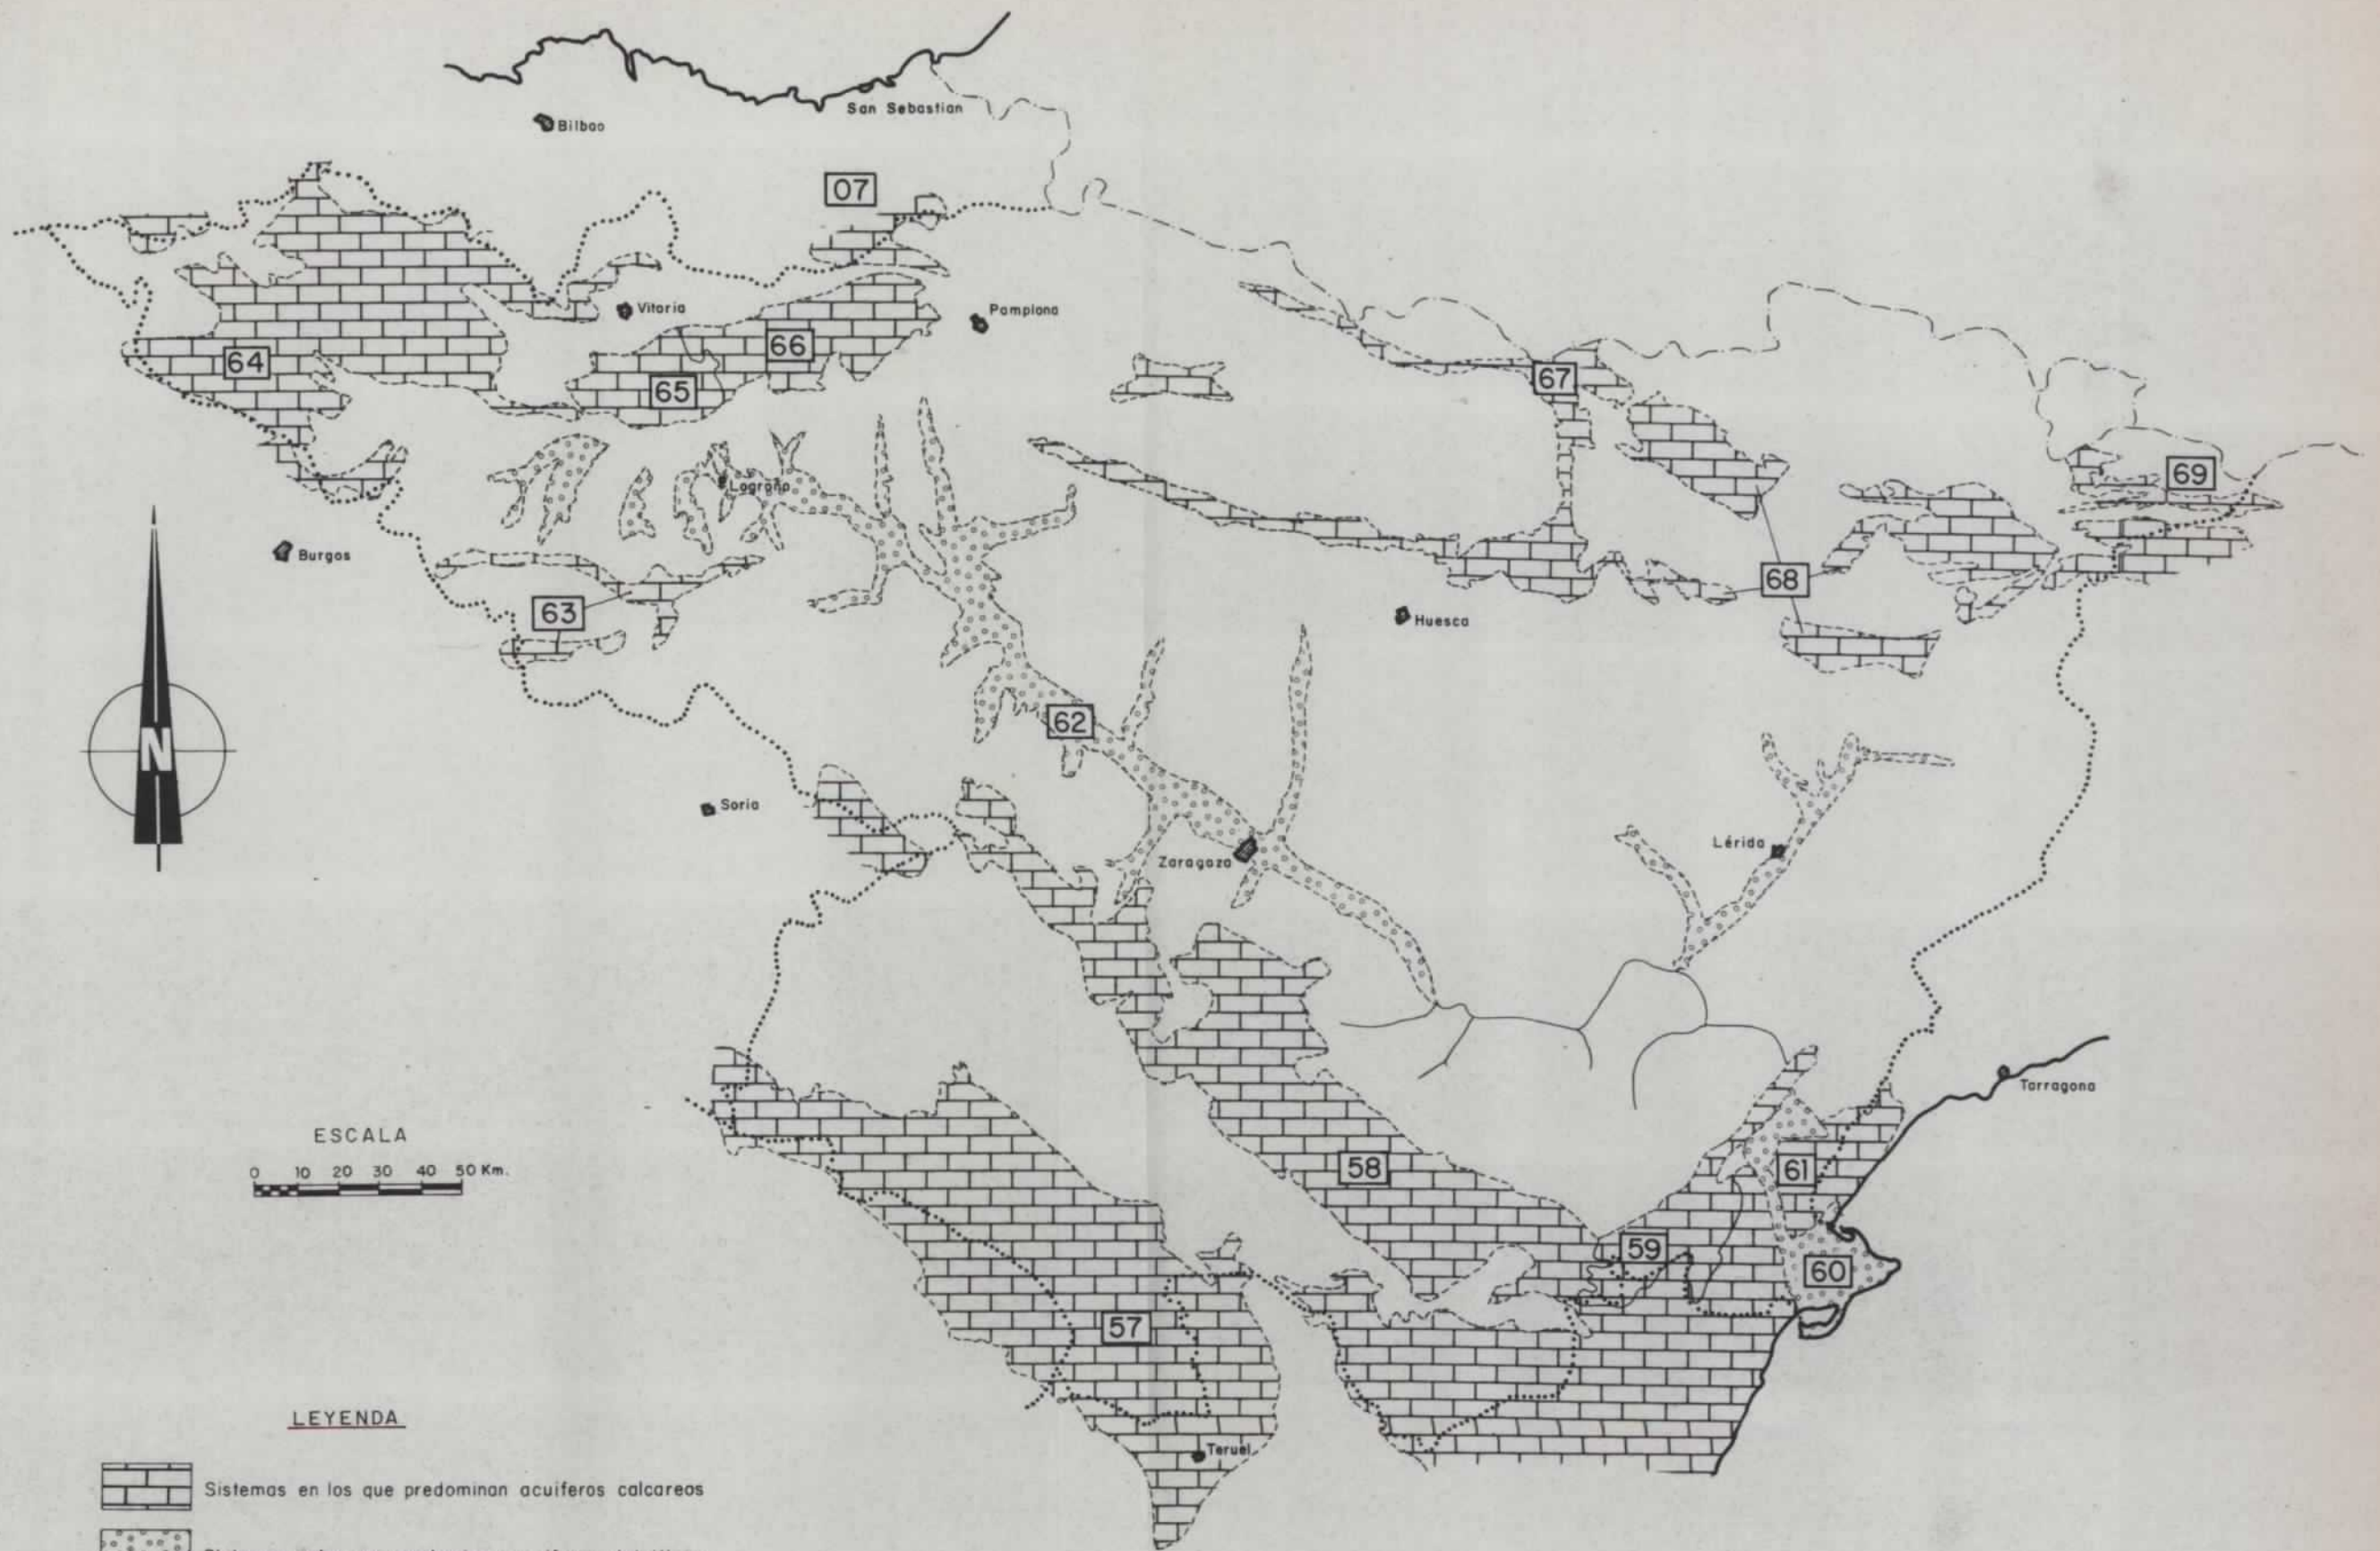 San Sebastian
Bilbao
07
Vitoria
Pamplona
66
64
67
65
69
Logroño
Burgos
68
63
Huesca
62
N
Soria
Lérida
Zaragoza
Tarragona
ESCALA
0 10 20 30 40 50 Km.
58
61
59
60
57
LEYENDA
Teruel
Sistemas en los que predominan acuiferos calcareos